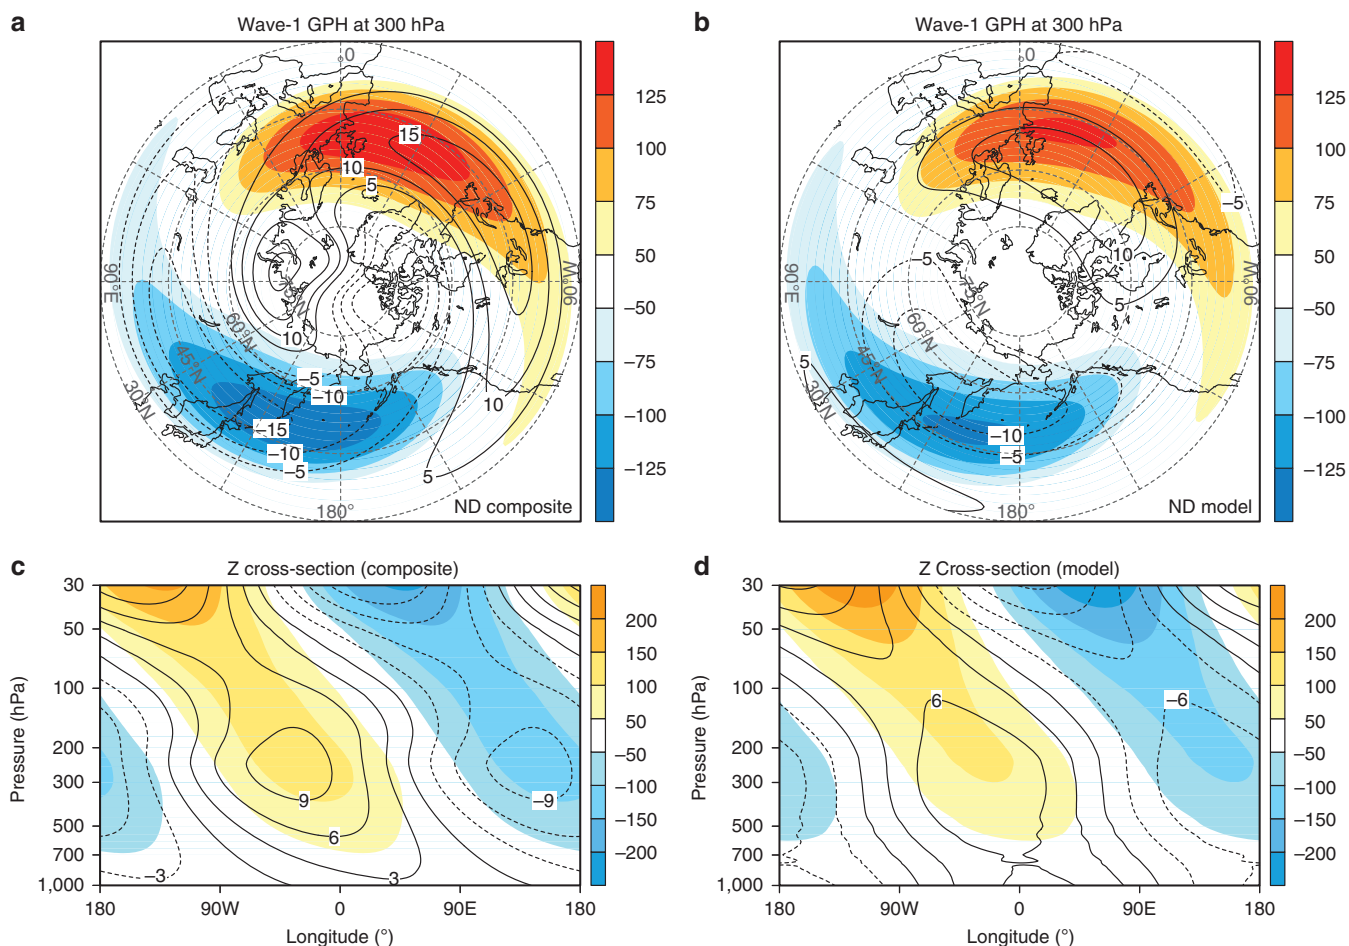 a
Wave-1 GPH at 300 hPa
0
15
10
5
90°E
90°W
75°N
60°N
45°N
30°N
10
–5
–10
–15
–10
–5
10
5
180°
ND composite
125
100
75
50
–50
–75
–100
–125
b
Wave-1 GPH at 300 hPa
0
–5
10
–5
5
90°E
90°W
75°N
60°N
45°N
30°N
5
–10
–5
180°
ND model
125
100
75
50
–50
–75
–100
–125
c
Z cross-section (composite)
Pressure (hPa)
30
50
100
200
300
500
700
1,000
9
6
3
–3
–9
180
90W
0
90E
180
Longitude (°)
200
150
100
50
–50
–100
–150
–200
d
Z Cross-section (model)
Pressure (hPa)
30
50
100
200
300
500
700
1,000
6
–6
180
90W
0
90E
180
Longitude (°)
200
150
100
50
–50
–100
–150
–200